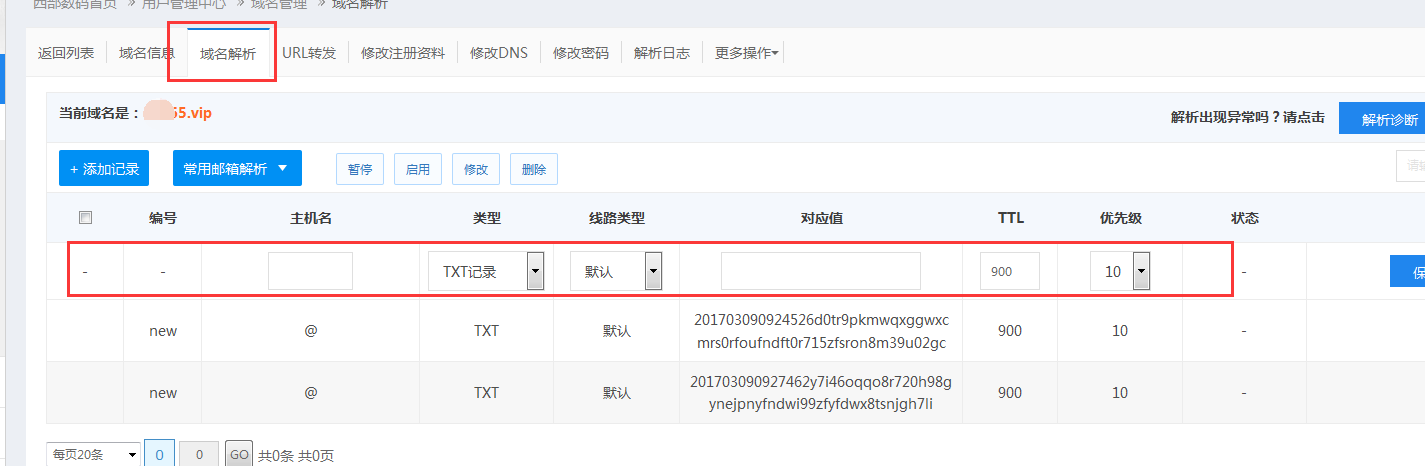 西部数码首页 » 用户管理中心 » 域名管理 » 域名解析
返回列表 域名信息 域名解析 URL转发 修改注册资料 修改DNS 修改密码 解析日志 更多操作
当前域名是： 55.vip 解析出现异常吗？请点击 解析诊断
+ 添加记录 常用邮箱解析 暂停 启用 修改 删除
编号 主机名 类型 线路类型 对应值 TTL 优先级 状态
- - TXT记录 默认 900 10 -
new @ TXT 默认 201703090924526d0tr9pkmwqxggwxc 900 10 -
mrs0rfoufndft0r715zfsron8m39u02gc
new @ TXT 默认 201703090927462y7i46oqqo8r720h98g 900 10 -
ynejpnyfndwi99zfyfdwx8tsnjgh7li
每页20条 0 0 GO 共0条 共0页